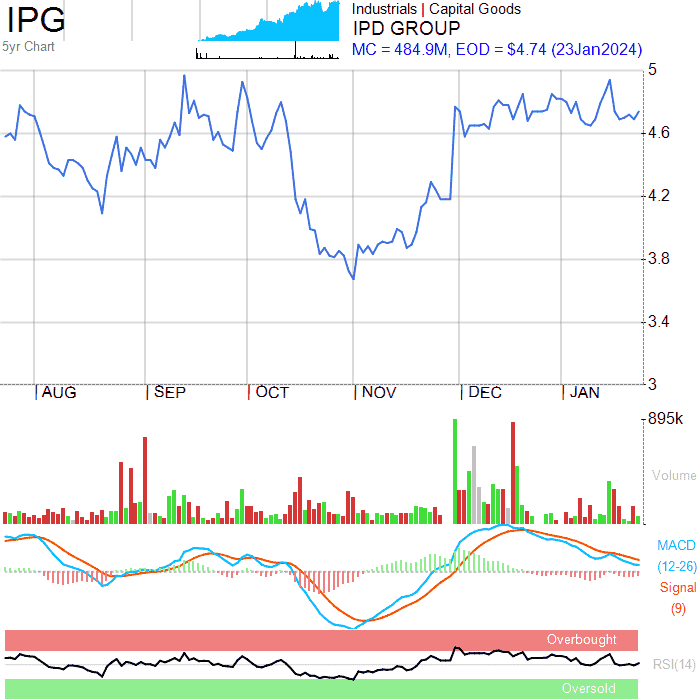 IPG
5yr Chart
Industrials | Capital Goods
IPD GROUP
MC = 484.9M, EOD = $4.74 (23Jan2024)
5
4.6
4.2
3.8
3.4
3
AUG SEP OCT NOV DEC JAN
895k
Volume
MACD
(12-26)
Signal
(9)
Overbought
RSI(14)
Oversold